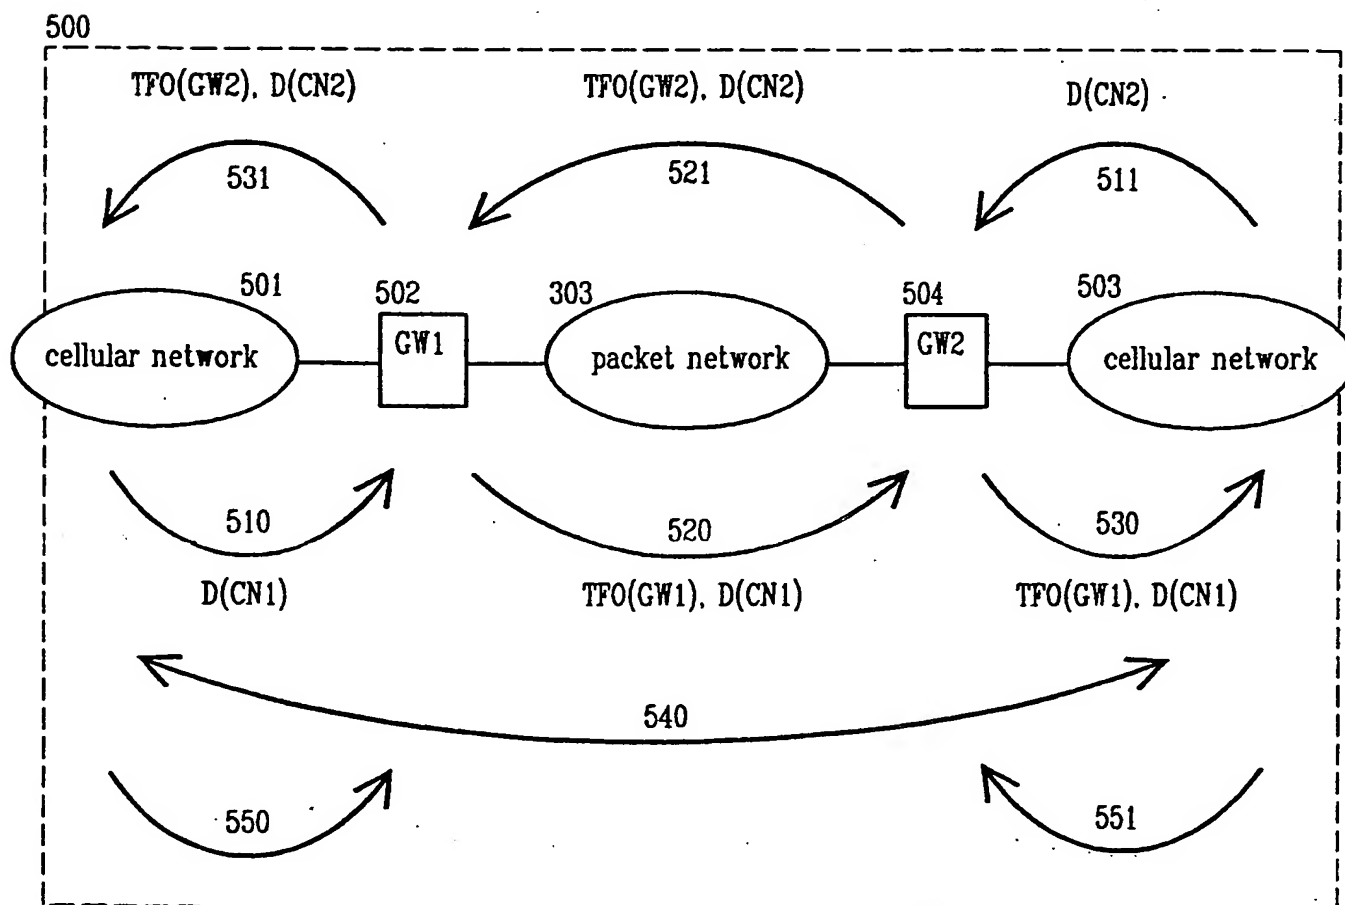 500
TFO(GW2), D(CN2)
TFO(GW2), D(CN2)
D(CN2)
531
521
511
501
502
303
504
503
cellular network
GW1
packet network
GW2
cellular network
510
520
530
D(CN1)
TFO(GW1), D(CN1)
TFO(GW1), D(CN1)
540
550
551